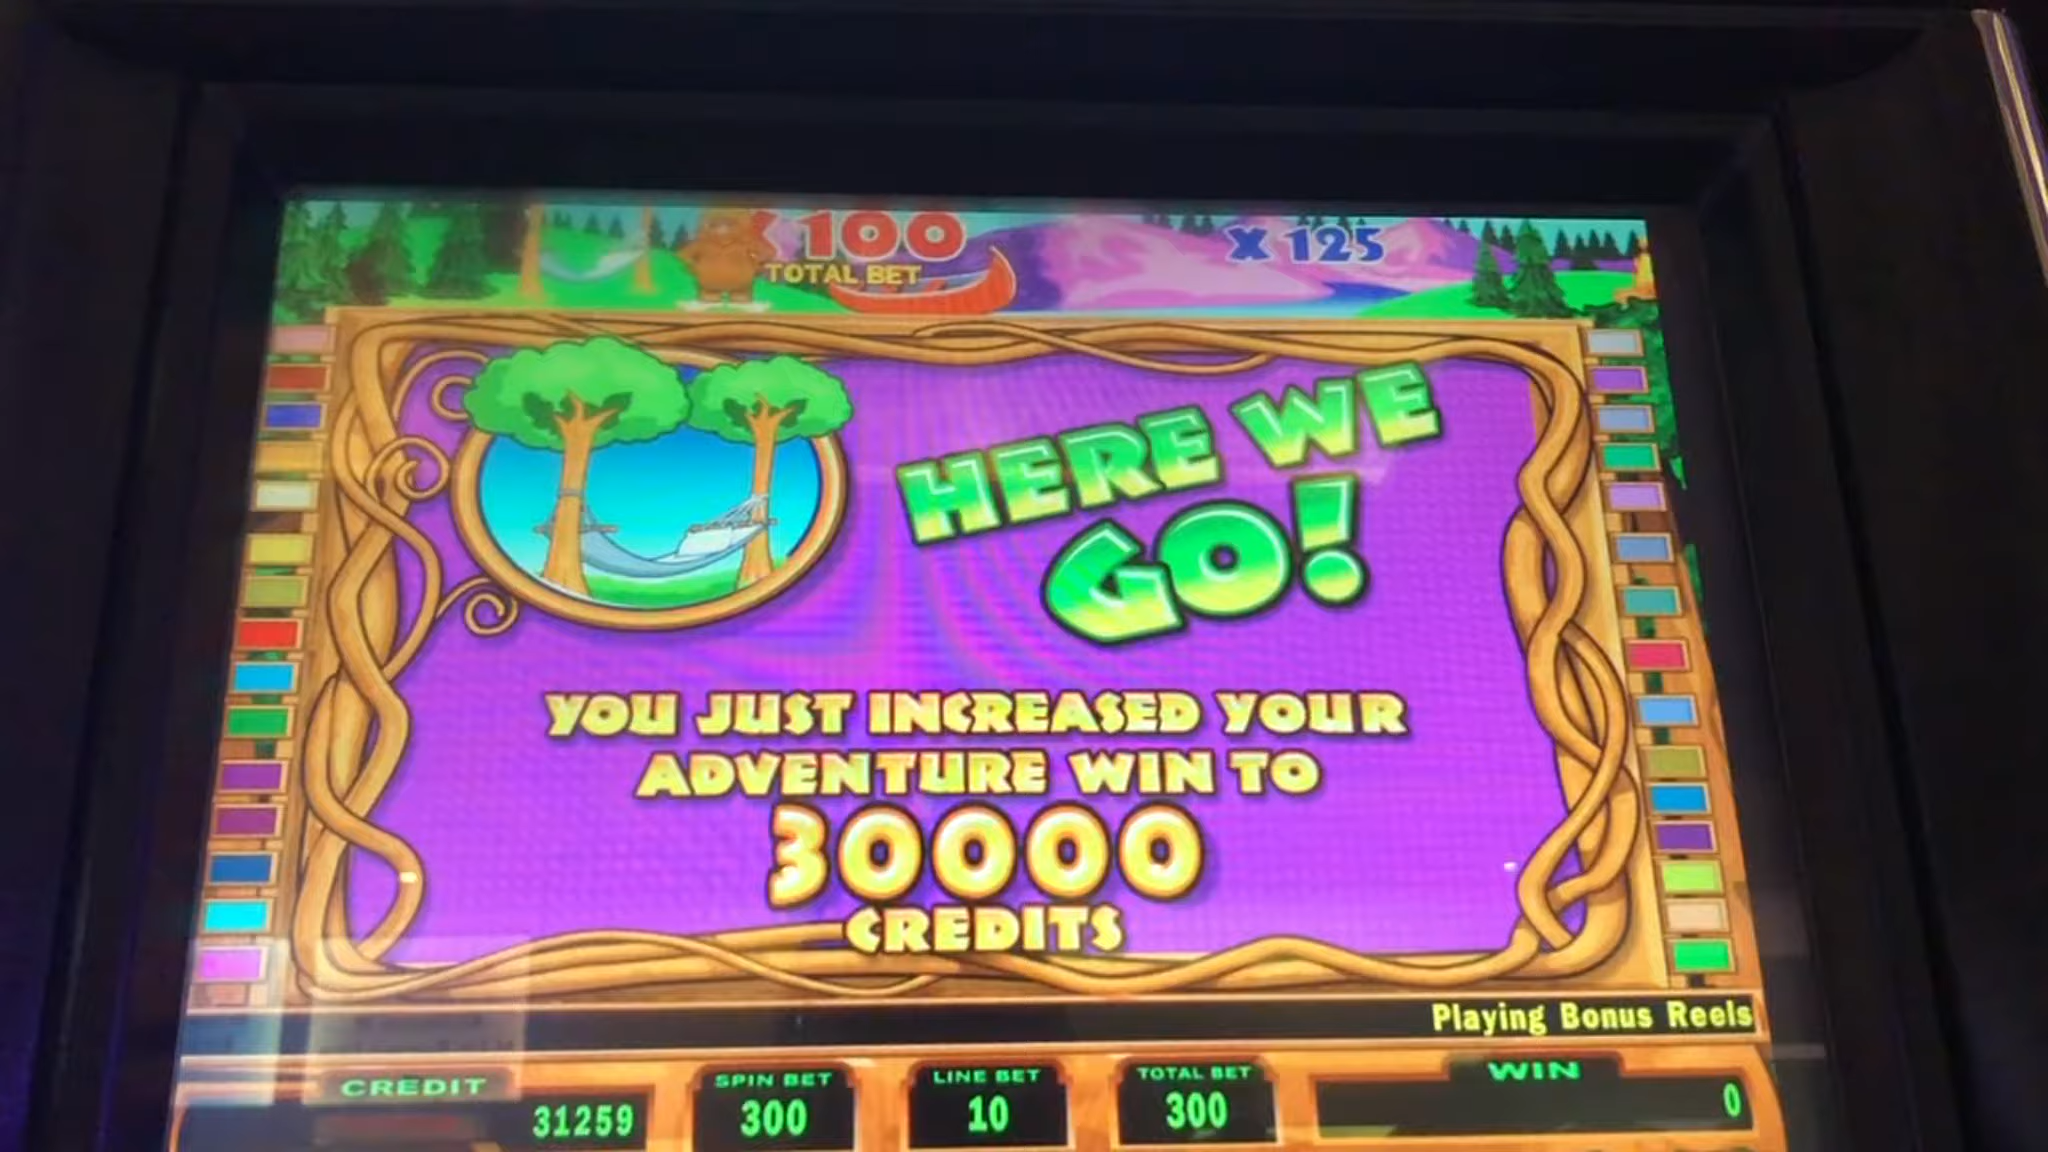 X 100
X 125
TOTAL BET
HERE WE
GO!
YOU JUST INCREASED YOUR
ADVENTURE WIN TO
30000
CREDITS
Playing Bonus Reels
CREDIT
SPIN BET
LINE BET
TOTAL BET
WIN
31259
300
10
300
0